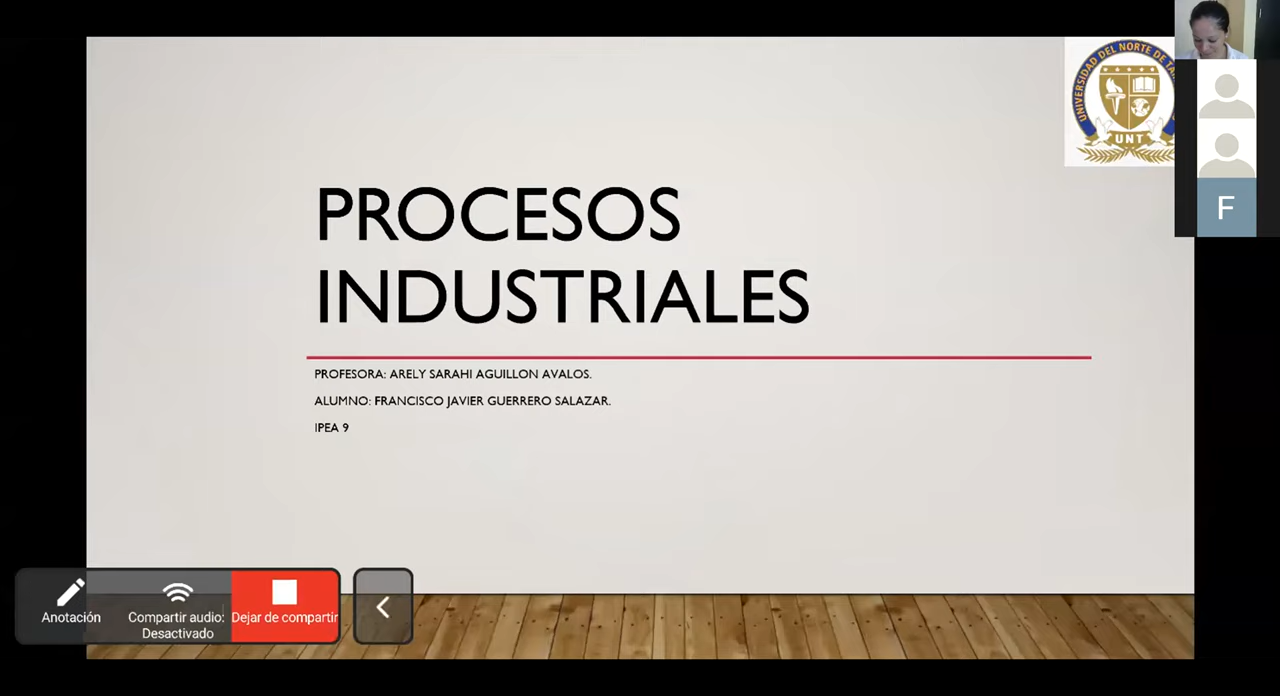 UNIVERSIDAD DEL NORTE DE
UNT
F
PROCESOS
INDUSTRIALES
PROFESORA: ARELY SARAHI AGUILLON AVALOS.
ALUMNO: FRANCISCO JAVIER GUERRERO SALAZAR.
IPEA 9
Anotación
Compartir audio:
Desactivado
Dejar de compartir